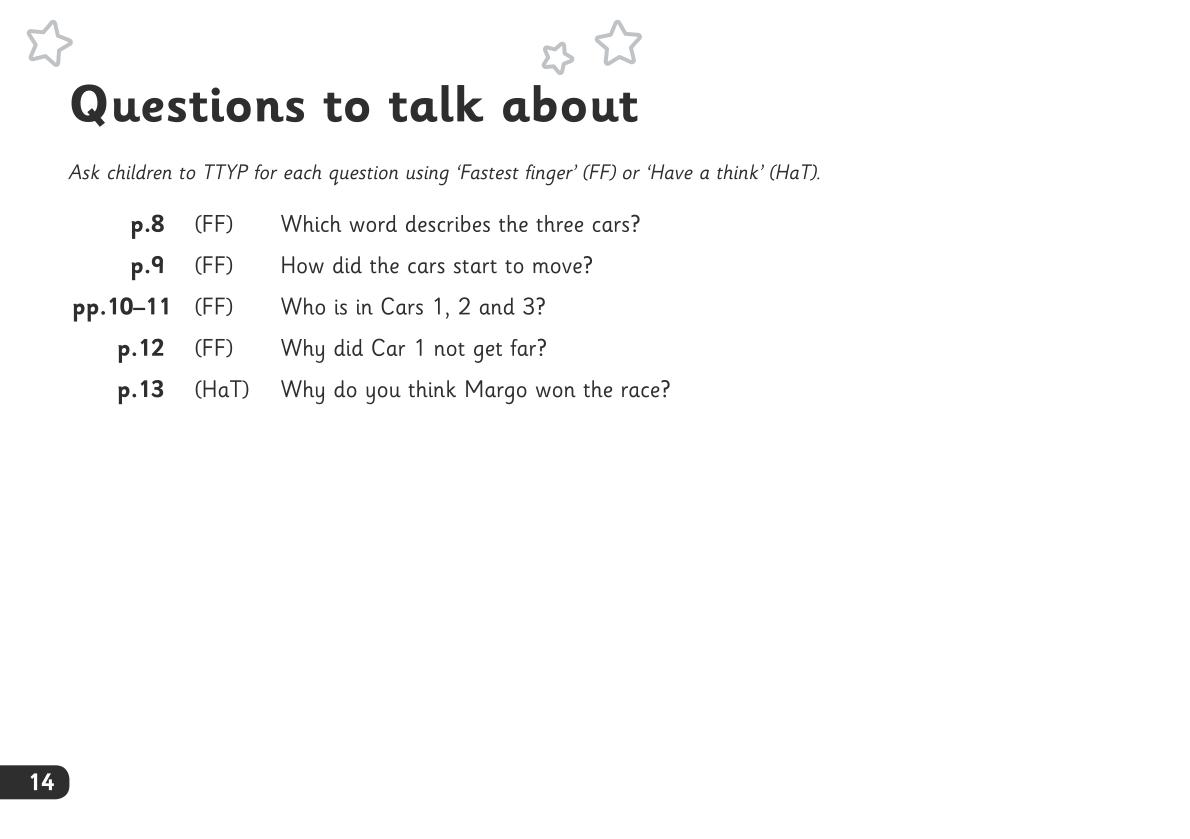 Questions to talk about
Ask children to TTYP for each question using ‘Fastest finger’ (FF) or ‘Have a think’ (HaT).
p.8 (FF) Which word describes the three cars?
p.9 (FF) How did the cars start to move?
pp.10–11 (FF) Who is in Cars 1, 2 and 3?
p.12 (FF) Why did Car 1 not get far?
p.13 (HaT) Why do you think Margo won the race?
14